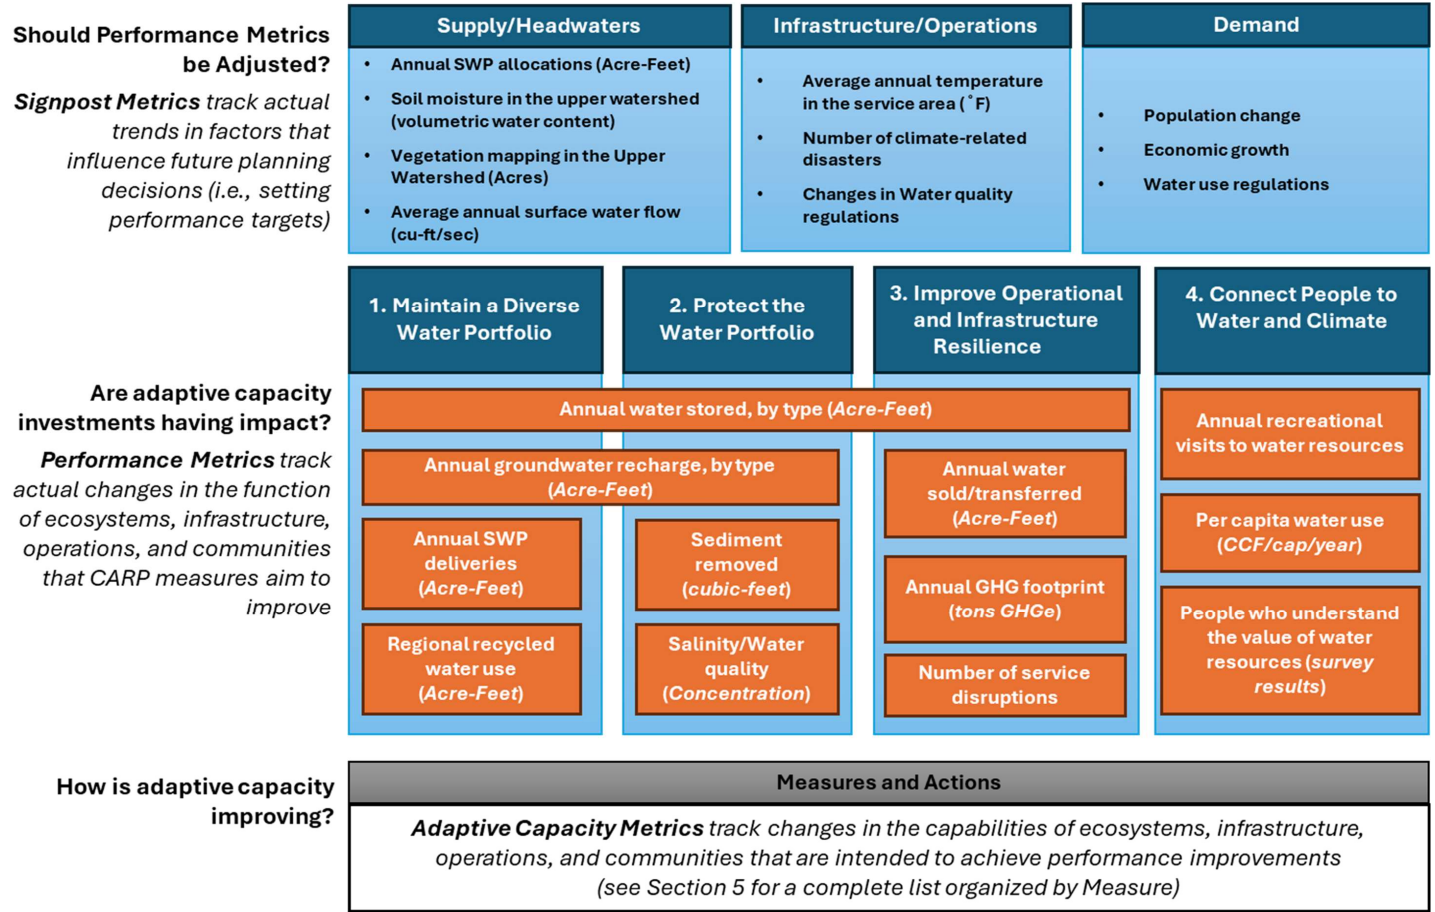 Should Performance Metrics
be Adjusted?
Signpost Metrics track actual
trends in factors that
influence future planning
decisions (i.e., setting
performance targets)
Supply/Headwaters
• Annual SWP allocations (Acre-Feet)
• Soil moisture in the upper watershed
(volumetric water content)
• Vegetation mapping in the Upper
Watershed (Acres)
• Average annual surface water flow
(cu-ft/sec)
Infrastructure/Operations
• Average annual temperature
in the service area (˚F)
• Number of climate-related
disasters
• Changes in Water quality
regulations
Demand
• Population change
• Economic growth
• Water use regulations
Are adaptive capacity
investments having impact?
Performance Metrics track
actual changes in the function
of ecosystems, infrastructure,
operations, and communities
that CARP measures aim to
improve
1. Maintain a Diverse
Water Portfolio
2. Protect the
Water Portfolio
3. Improve Operational
and Infrastructure
Resilience
4. Connect People to
Water and Climate
Annual water stored, by type (Acre-Feet)
Annual groundwater recharge, by type
(Acre-Feet)
Annual SWP
deliveries
(Acre-Feet)
Regional recycled
water use
(Acre-Feet)
Sediment
removed
(cubic-feet)
Salinity/Water
quality
(Concentration)
Annual water
sold/transferred
(Acre-Feet)
Annual GHG footprint
(tons GHGe)
Number of service
disruptions
Annual recreational
visits to water resources
Per capita water use
(CCF/cap/year)
People who understand
the value of water
resources (survey
results)
How is adaptive capacity
improving?
Measures and Actions
Adaptive Capacity Metrics track changes in the capabilities of ecosystems, infrastructure,
operations, and communities that are intended to achieve performance improvements
(see Section 5 for a complete list organized by Measure)